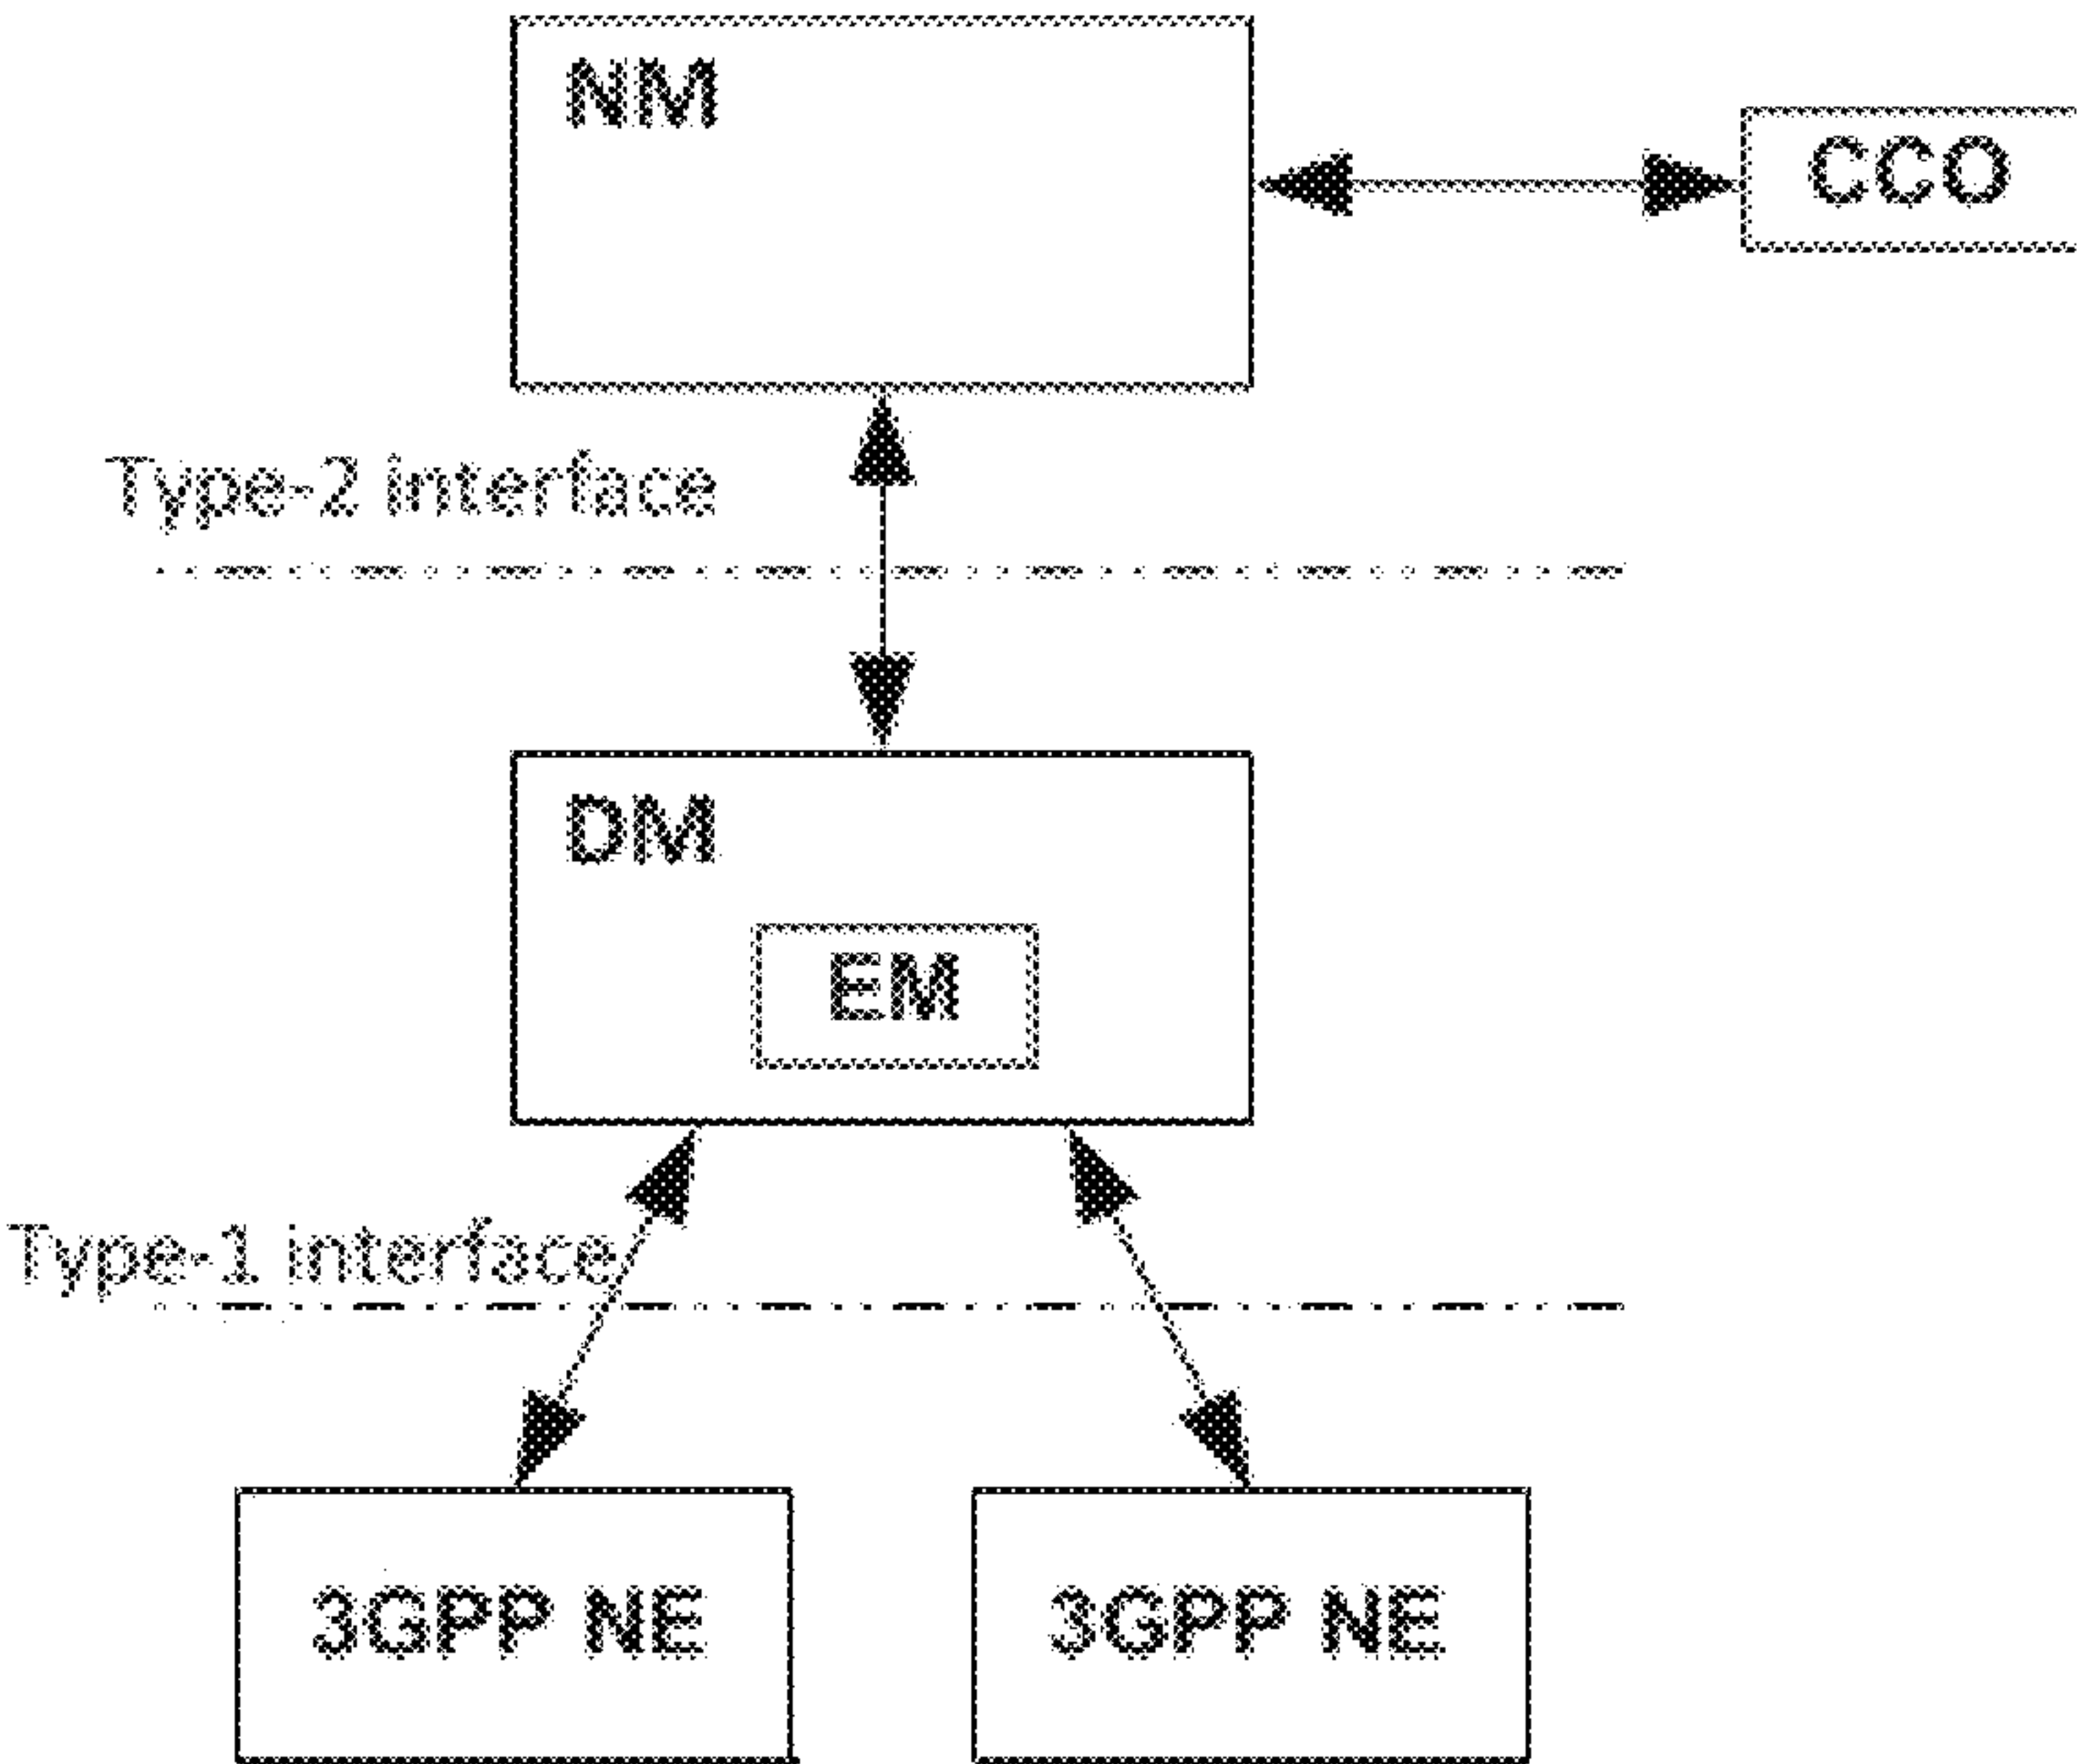 NM
CCO
Type-2 interface
DM
EM
Type-1 interface
3GPP NE
3GPP NE